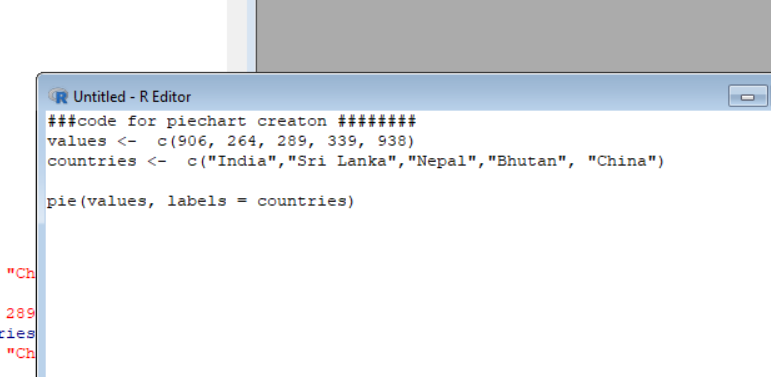 Untitled - R Editor
###code for piechart creaton ########
values <-  c(906, 264, 289, 339, 938)
countries <-  c("India","Sri Lanka","Nepal","Bhutan", "China")
pie(values, labels = countries)
"Ch
289
ries
"Ch